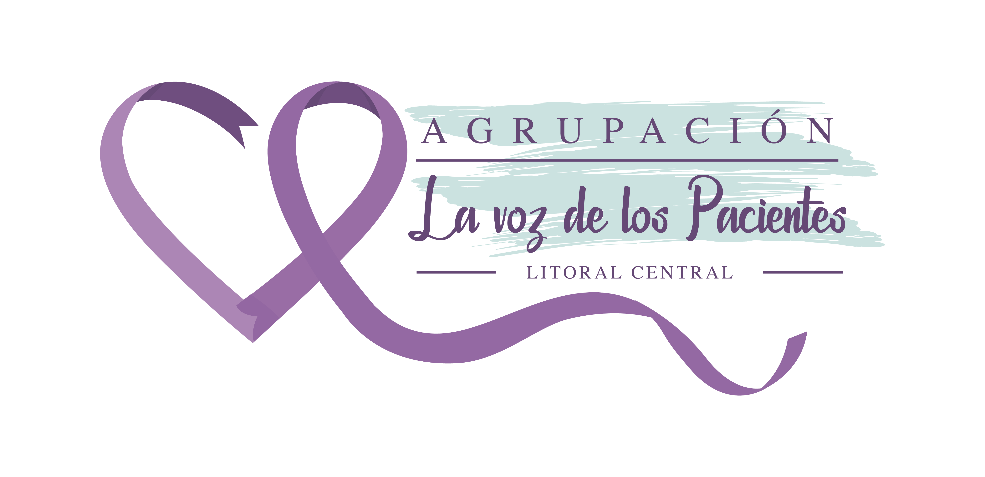 AGRUPACIÓN
La voz de los Pacientes
LITORAL CENTRAL